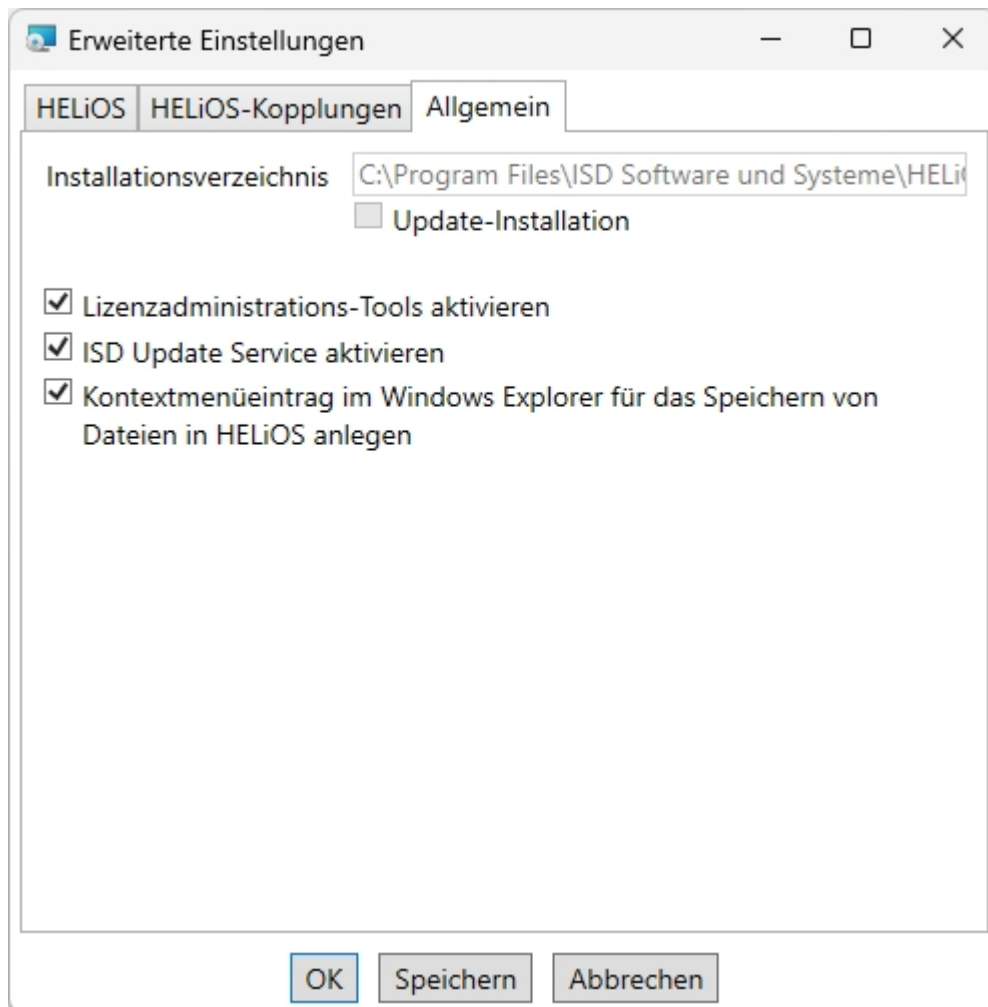 Erweiterte Einstellungen
HELiOS HELiOS-Kopplungen Allgemein
Installationsverzeichnis C:\Program Files\ISD Software und Systeme\HELi
Update-Installation
Lizenzadministrations-Tools aktivieren
ISD Update Service aktivieren
Kontextmenüeintrag im Windows Explorer für das Speichern von
Dateien in HELiOS anlegen
OK Speichern Abbrechen